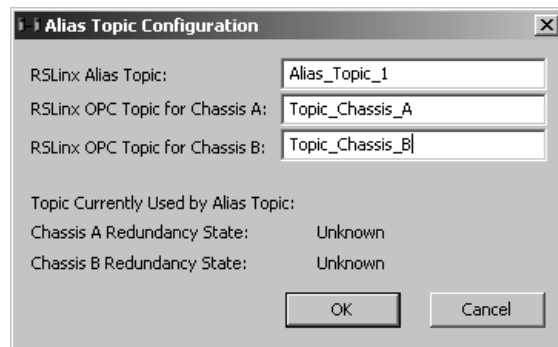 Alias Topic Configuration
RSLinx Alias Topic: Alias_Topic_1
RSLinx OPC Topic for Chassis A: Topic_Chassis_A
RSLinx OPC Topic for Chassis B: Topic_Chassis_B
Topic Currently Used by Alias Topic:
Chassis A Redundancy State: Unknown
Chassis B Redundancy State: Unknown
OK Cancel